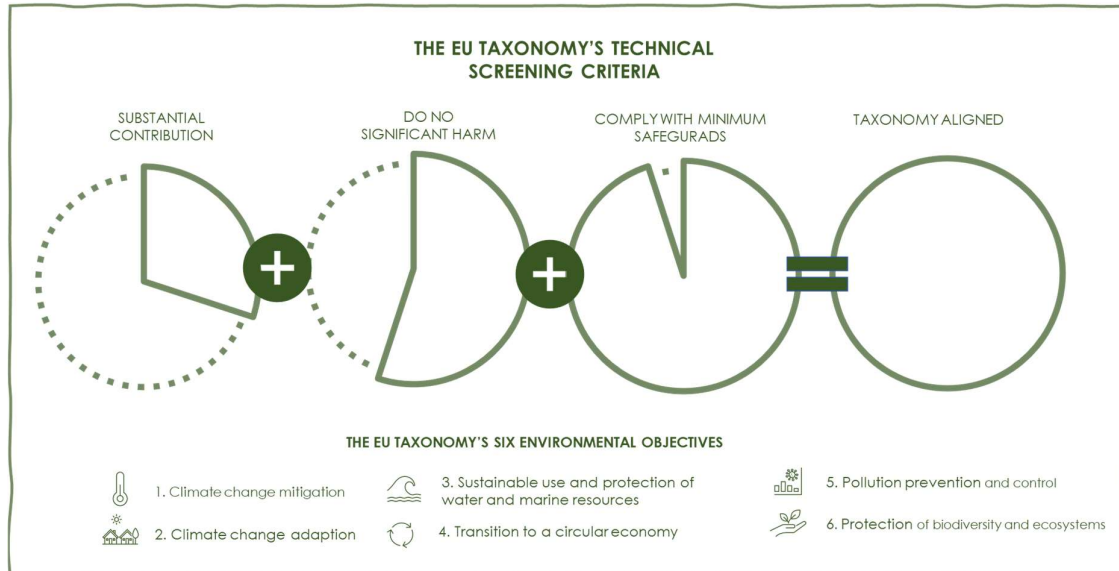 THE EU TAXONOMY'S TECHNICAL
SCREENING CRITERIA
SUBSTANTIAL
CONTRIBUTION
DO NO
SIGNIFICANT HARM
COMPLY WITH MINIMUM
SAFEGURADS
TAXONOMY ALIGNED
THE EU TAXONOMY'S SIX ENVIRONMENTAL OBJECTIVES
1. Climate change mitigation
2. Climate change adaption
3. Sustainable use and protection of
water and marine resources
4. Transition to a circular economy
5. Pollution prevention and control
6. Protection of biodiversity and ecosystems